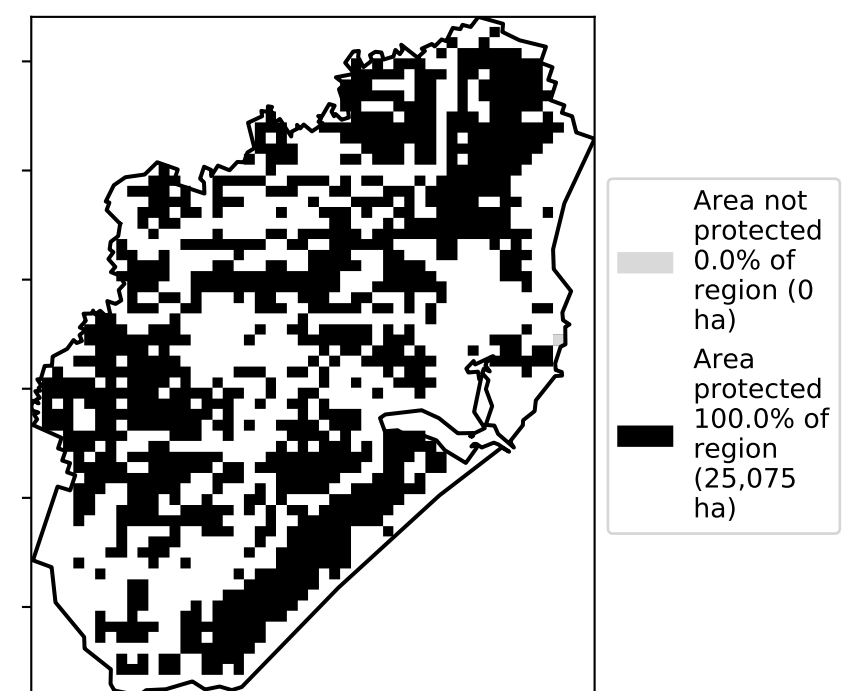 Area not
protected
0.0% of
region (0
ha)
Area
protected
100.0% of
region
(25,075
ha)